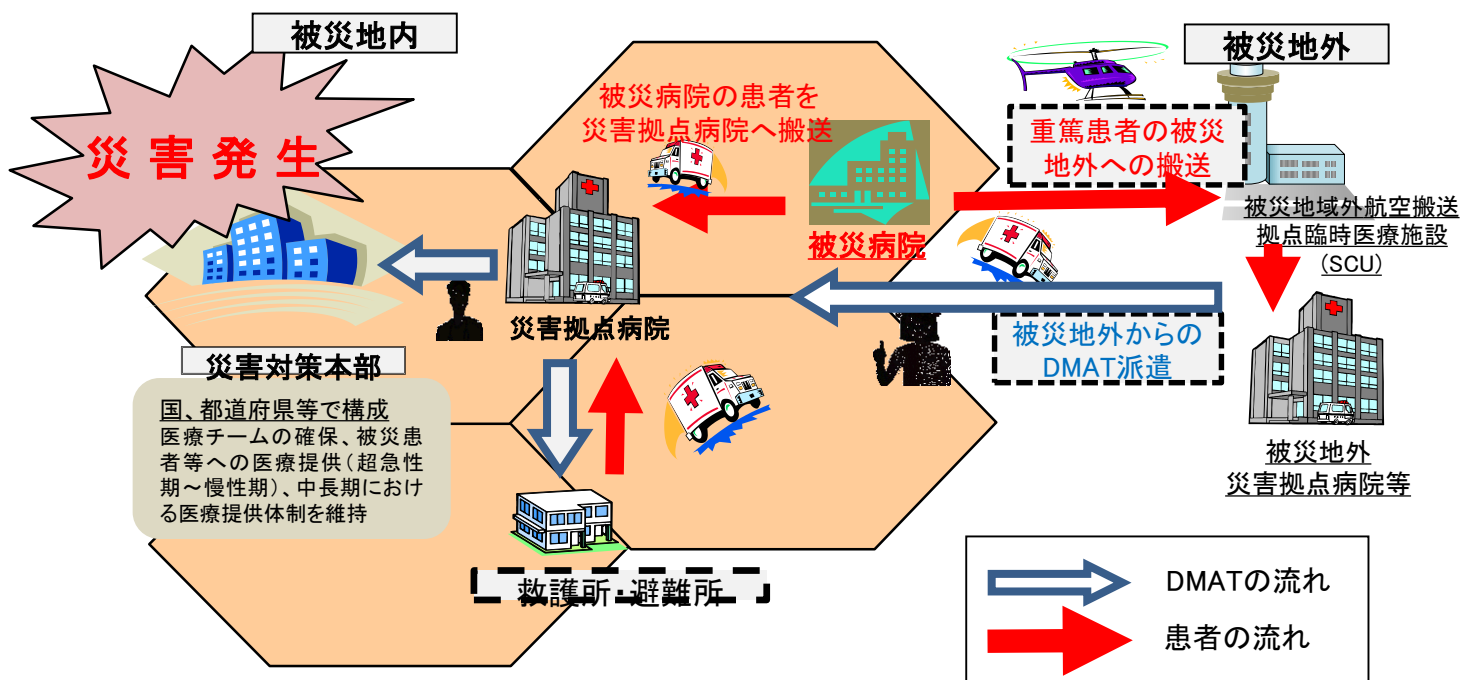 被災地内
災害発生
被災病院の患者を
災害拠点病院へ搬送
被災病院
被災地外
重篤患者の被災
地外への搬送
被災地域外航空搬送
拠点臨時医療施設
(SCU)
災害拠点病院
被災地外からの
DMAT派遣
被災地外
災害拠点病院等
災害対策本部
国、都道府県等で構成
医療チームの確保、被災患
者等への医療提供(超急性
期~慢性期)、中長期におけ
る医療提供体制を維持
救護所・避難所
DMATの流れ
患者の流れ